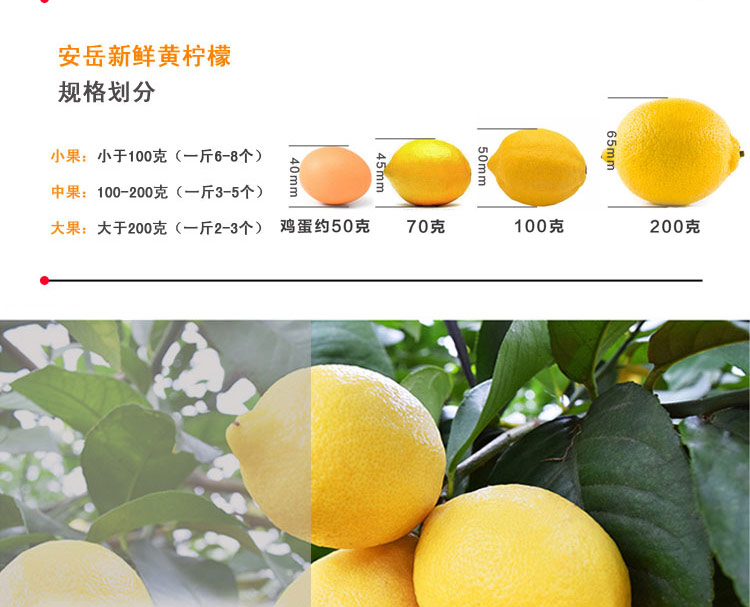 安岳新鲜黄柠檬
规格划分
小果：小于100克（一斤6-8个）
中果：100-200克（一斤3-5个）
大果：大于200克（一斤2-3个）
40mm
45mm
50mm
65mm
鸡蛋约50克
70克
100克
200克